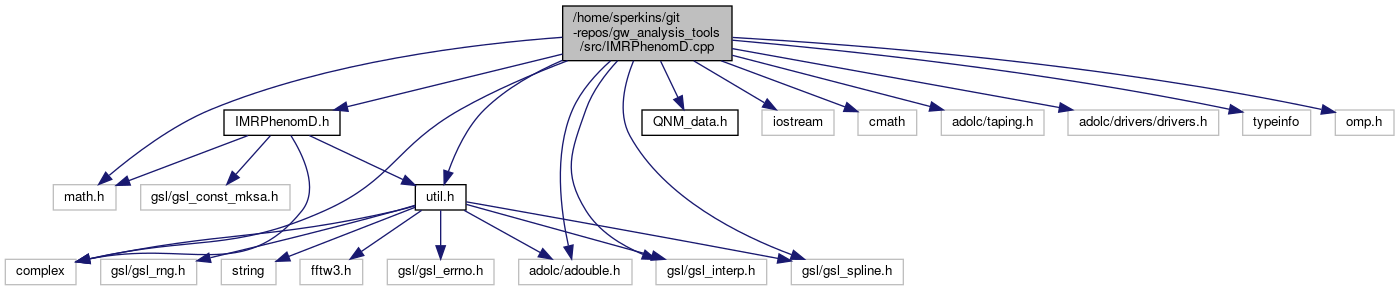 /home/sperkins/git
-repos/gw_analysis_tools
/src/IMRPhenomD.cpp
IMRPhenomD.h
QNM_data.h
iostream
cmath
adolc/taping.h
adolc/drivers/drivers.h
typeinfo
omp.h
math.h
gsl/gsl_const_mksa.h
util.h
complex
gsl/gsl_rng.h
string
fftw3.h
gsl/gsl_errno.h
adolc/adouble.h
gsl/gsl_interp.h
gsl/gsl_spline.h